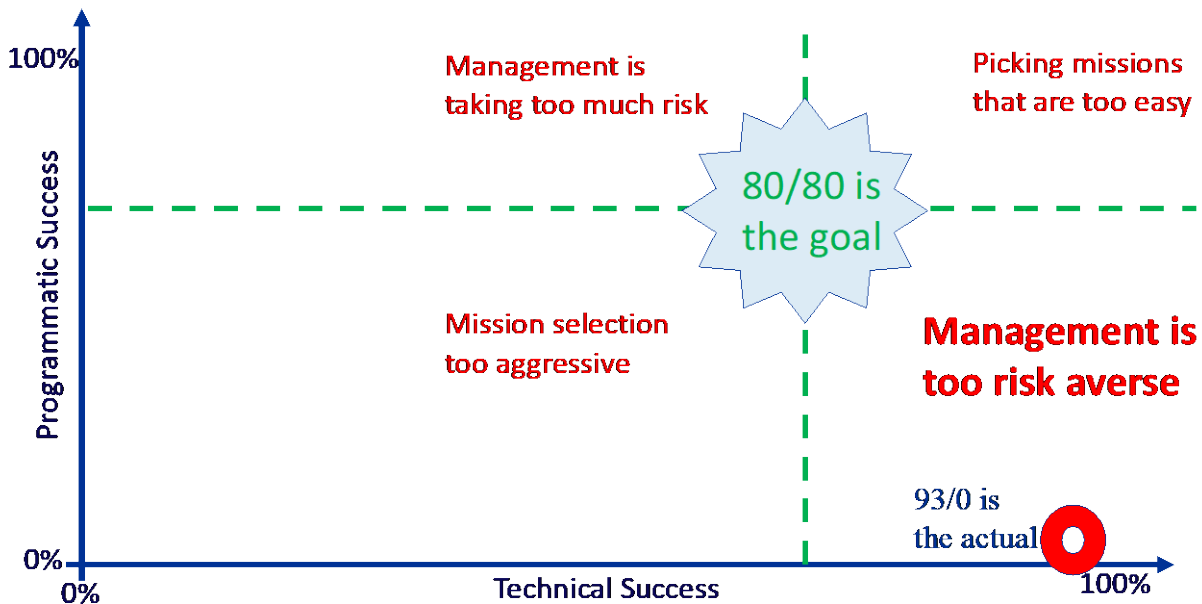 100%
Management is
taking too much risk
Picking missions
that are too easy
80/80 is
the goal
Programmatic Success
Mission selection
too aggressive
Management is
too risk averse
93/0 is
the actual
0%
0%
Technical Success
100%